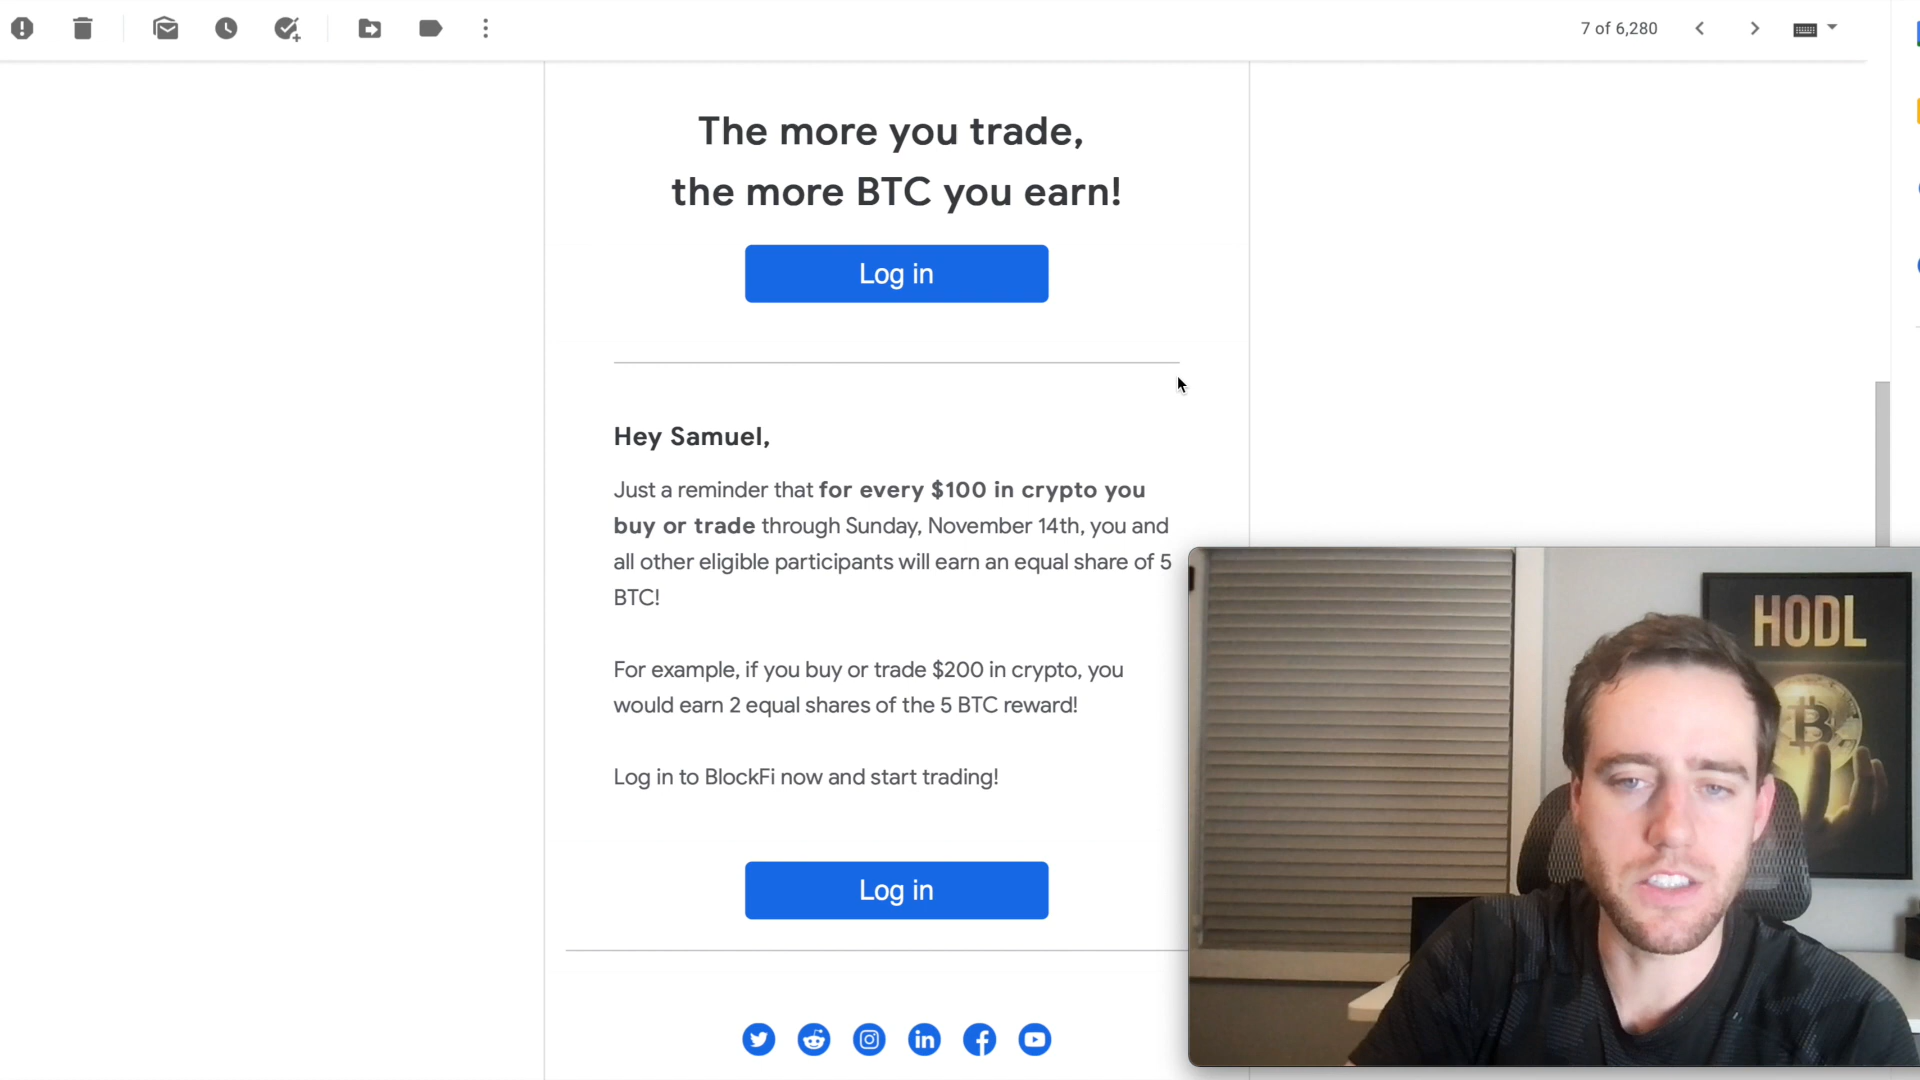 7 of 6,280
The more you trade,
the more BTC you earn!
Log in
Hey Samuel,
Just a reminder that for every $100 in crypto you
buy or trade through Sunday, November 14th, you and
all other eligible participants will earn an equal share of 5
BTC!
For example, if you buy or trade $200 in crypto, you
would earn 2 equal shares of the 5 BTC reward!
Log in to BlockFi now and start trading!
Log in
HODL
B